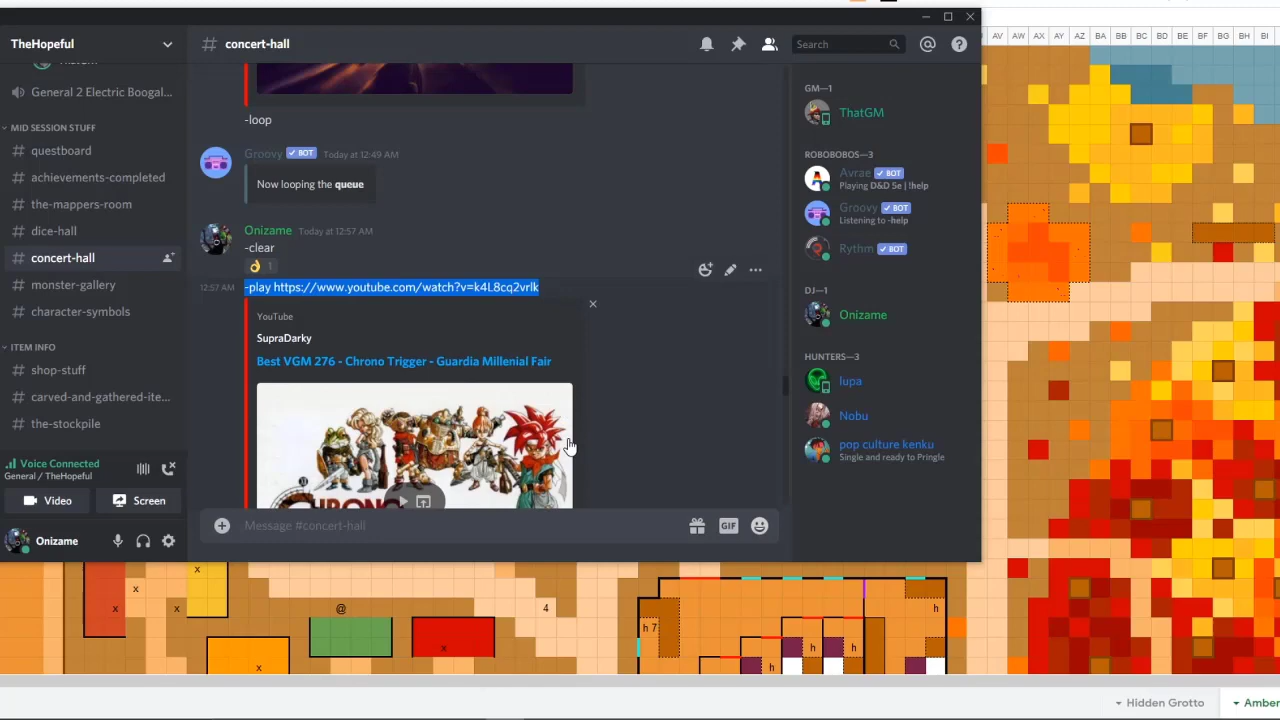 TheHopeful
General 2 Electric Boogal...
MID SESSION STUFF
# questboard
# achievements-completed
# the-mappers-room
# dice-hall
# concert-hall
# monster-gallery
# character-symbols
ITEM INFO
# shop-stuff
# carved-and-gathered-ite...
# the-stockpile
Voice Connected
General / TheHopeful
Video
Screen
Onizame
# concert-hall
Search
-loop
Groovy BOT Today at 12:49 AM
Now looping the queue
Onizame Today at 12:57 AM
-clear
1
12:57 AM -play https://www.youtube.com/watch?v=k4L8cq2vrlk
YouTube
SupraDarky
Best VGM 276 - Chrono Trigger - Guardia Millenial Fair
CHRONO
Message #concert-hall
GIF
GM—1
ThatGM
ROBOBOBOS—3
Avrae BOT
Playing D&D 5e | !help
Groovy BOT
Listening to -help
Rythm BOT
DJ—1
Onizame
HUNTERS—3
lupa
Nobu
pop culture kenku
Single and ready to Pringle
AV AW AX AY AZ BA BB BC BD BE BF BG BH BI
x
x
x
x
@
4
x
x
h 7
h
h
h
h
Hidden Grotto
Amber